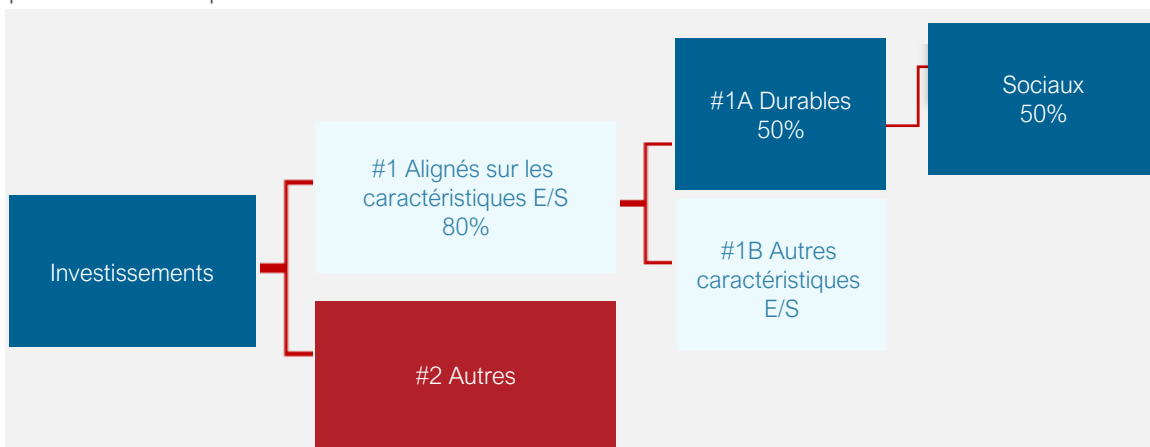 #1A Durables
50%
Sociaux
50%
#1 Alignés sur les
caractéristiques E/S
80%
Investissements
#1B Autres
caractéristiques
E/S
#2 Autres